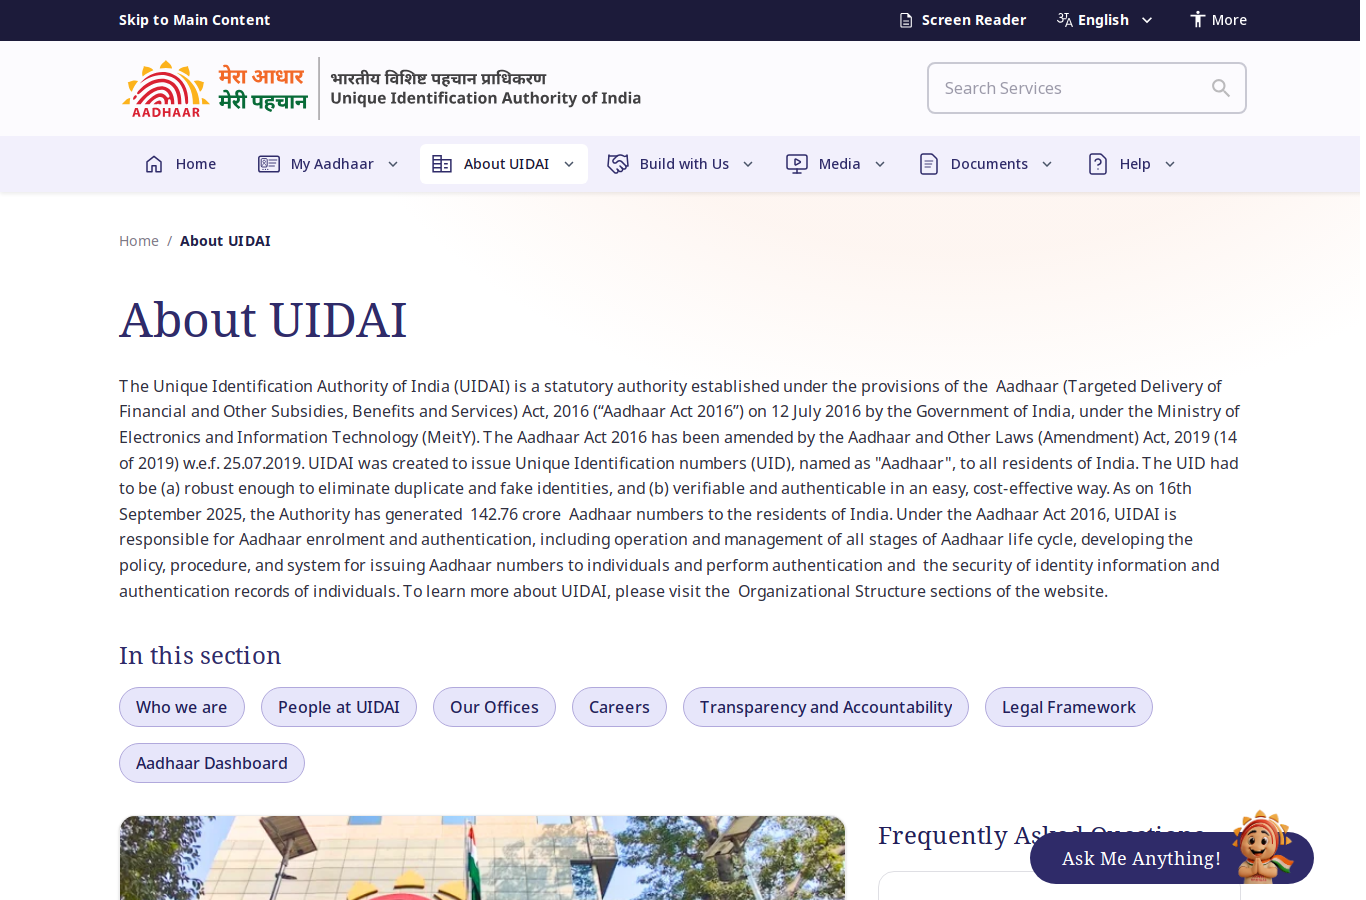 Skip to Main Content
Screen Reader
English
More
AADHAAR
मेरा आधार
मेरी पहचान
भारतीय विशिष्ट पहचान प्राधिकरण
Unique Identification Authority of India
Search Services
Home
My Aadhaar
About UIDAI
Build with Us
Media
Documents
Help
Home / About UIDAI
About UIDAI
The Unique Identification Authority of India (UIDAI) is a statutory authority established under the provisions of the Aadhaar (Targeted Delivery of
Financial and Other Subsidies, Benefits and Services) Act, 2016 (“Aadhaar Act 2016”) on 12 July 2016 by the Government of India, under the Ministry of
Electronics and Information Technology (MeitY). The Aadhaar Act 2016 has been amended by the Aadhaar and Other Laws (Amendment) Act, 2019 (14
of 2019) w.e.f. 25.07.2019. UIDAI was created to issue Unique Identification numbers (UID), named as "Aadhaar", to all residents of India. The UID had
to be (a) robust enough to eliminate duplicate and fake identities, and (b) verifiable and authenticable in an easy, cost-effective way. As on 16th
September 2025, the Authority has generated 142.76 crore Aadhaar numbers to the residents of India. Under the Aadhaar Act 2016, UIDAI is
responsible for Aadhaar enrolment and authentication, including operation and management of all stages of Aadhaar life cycle, developing the
policy, procedure, and system for issuing Aadhaar numbers to individuals and perform authentication and the security of identity information and
authentication records of individuals. To learn more about UIDAI, please visit the Organizational Structure sections of the website.
In this section
Who we are
People at UIDAI
Our Offices
Careers
Transparency and Accountability
Legal Framework
Aadhaar Dashboard
Frequently Asked Questions
Ask Me Anything!